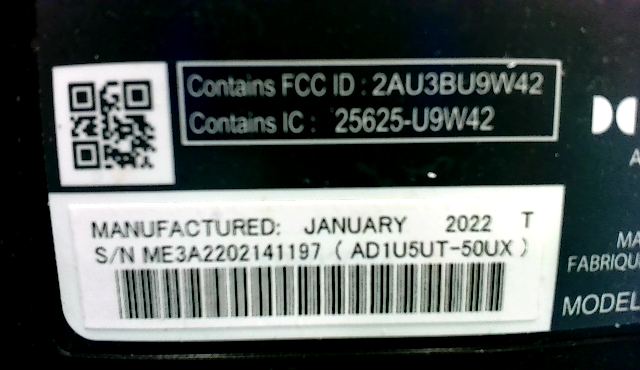 Contains FCC ID : 2AU3BU9W42
Contains IC : 25625-U9W42
MANUFACTURED: JANUARY 2022 T
S/N ME3A2202141197 ( AD1U5UT-50UX )
MA
FABRIQU
MODEL